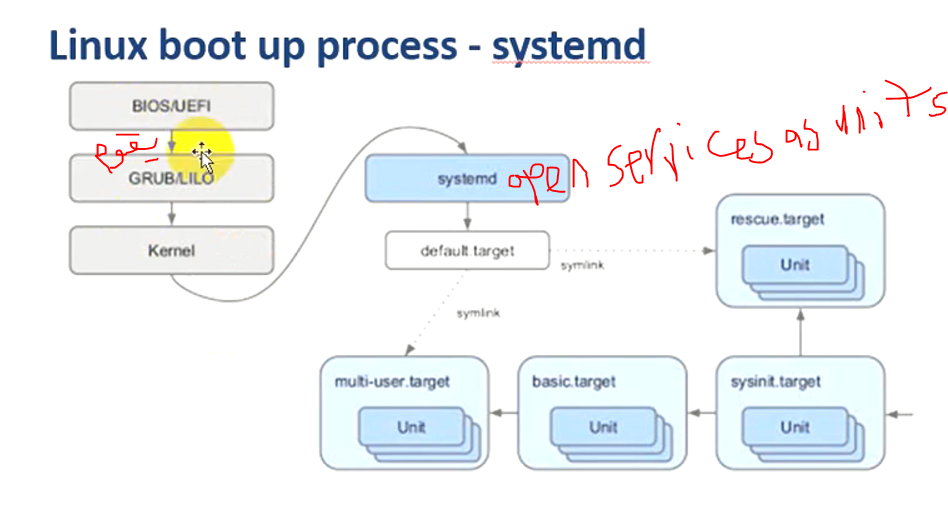 Linux boot up process - systemd
BIOS/UEFI
GRUB/LILO
Kernel
systemd
open services as units
default.target
symlink
symlink
rescue.target
Unit
multi-user.target
Unit
basic.target
Unit
sysinit.target
Unit